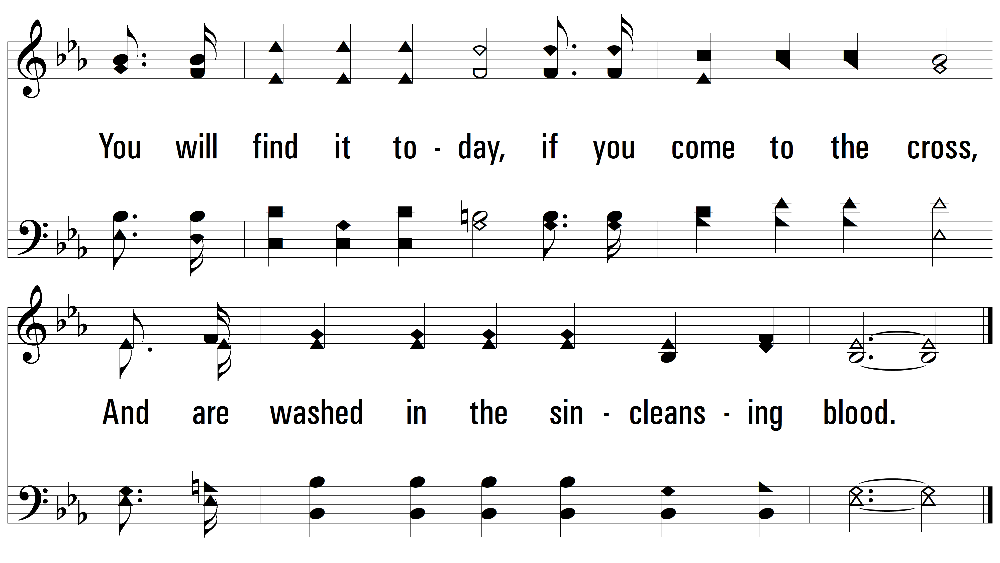 You will find it to - day, if you come to the cross,
And are washed in the sin - cleans - ing blood.